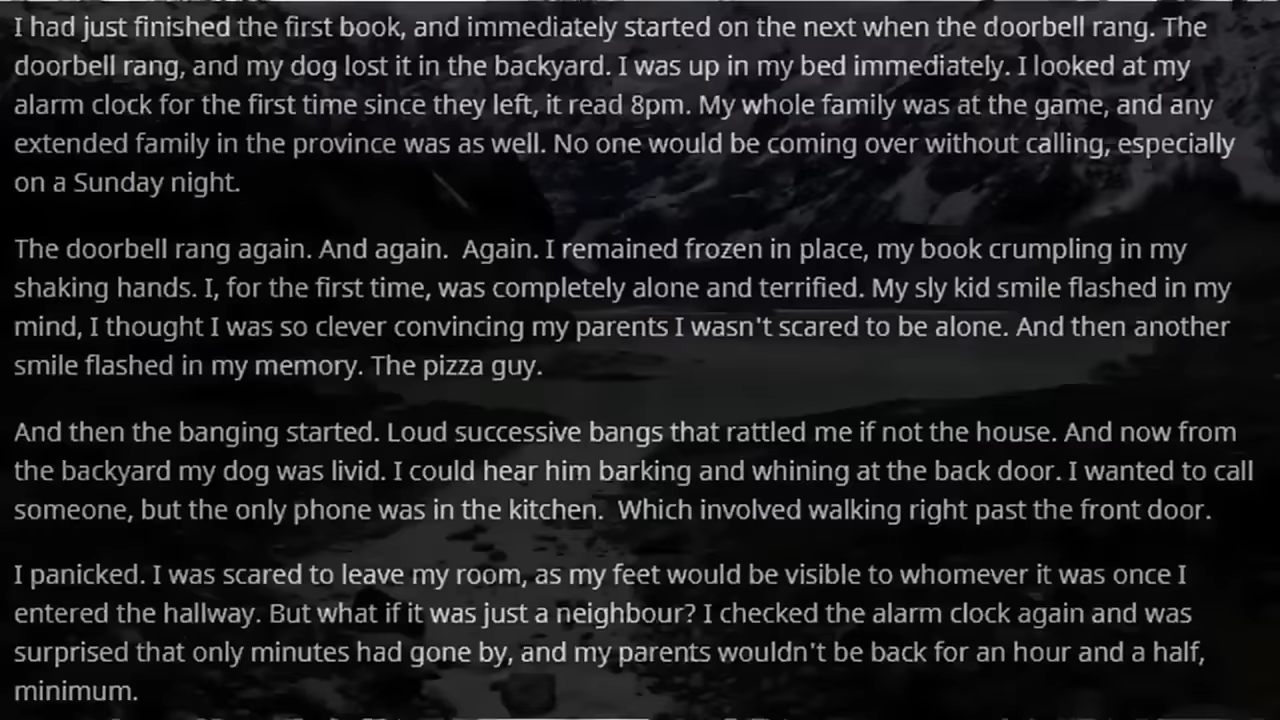 I had just finished the first book, and immediately started on the next when the doorbell rang. The
doorbell rang, and my dog lost it in the backyard. I was up in my bed immediately. I looked at my
alarm clock for the first time since they left, it read 8pm. My whole family was at the game, and any
extended family in the province was as well. No one would be coming over without calling, especially
on a Sunday night.
The doorbell rang again. And again.  Again. I remained frozen in place, my book crumpling in my
shaking hands. I, for the first time, was completely alone and terrified. My sly kid smile flashed in my
mind, I thought I was so clever convincing my parents I wasn't scared to be alone. And then another
smile flashed in my memory. The pizza guy.
And then the banging started. Loud successive bangs that rattled me if not the house. And now from
the backyard my dog was livid. I could hear him barking and whining at the back door. I wanted to call
someone, but the only phone was in the kitchen.  Which involved walking right past the front door.
I panicked. I was scared to leave my room, as my feet would be visible to whomever it was once I
entered the hallway. But what if it was just a neighbour? I checked the alarm clock again and was
surprised that only minutes had gone by, and my parents wouldn't be back for an hour and a half,
minimum.